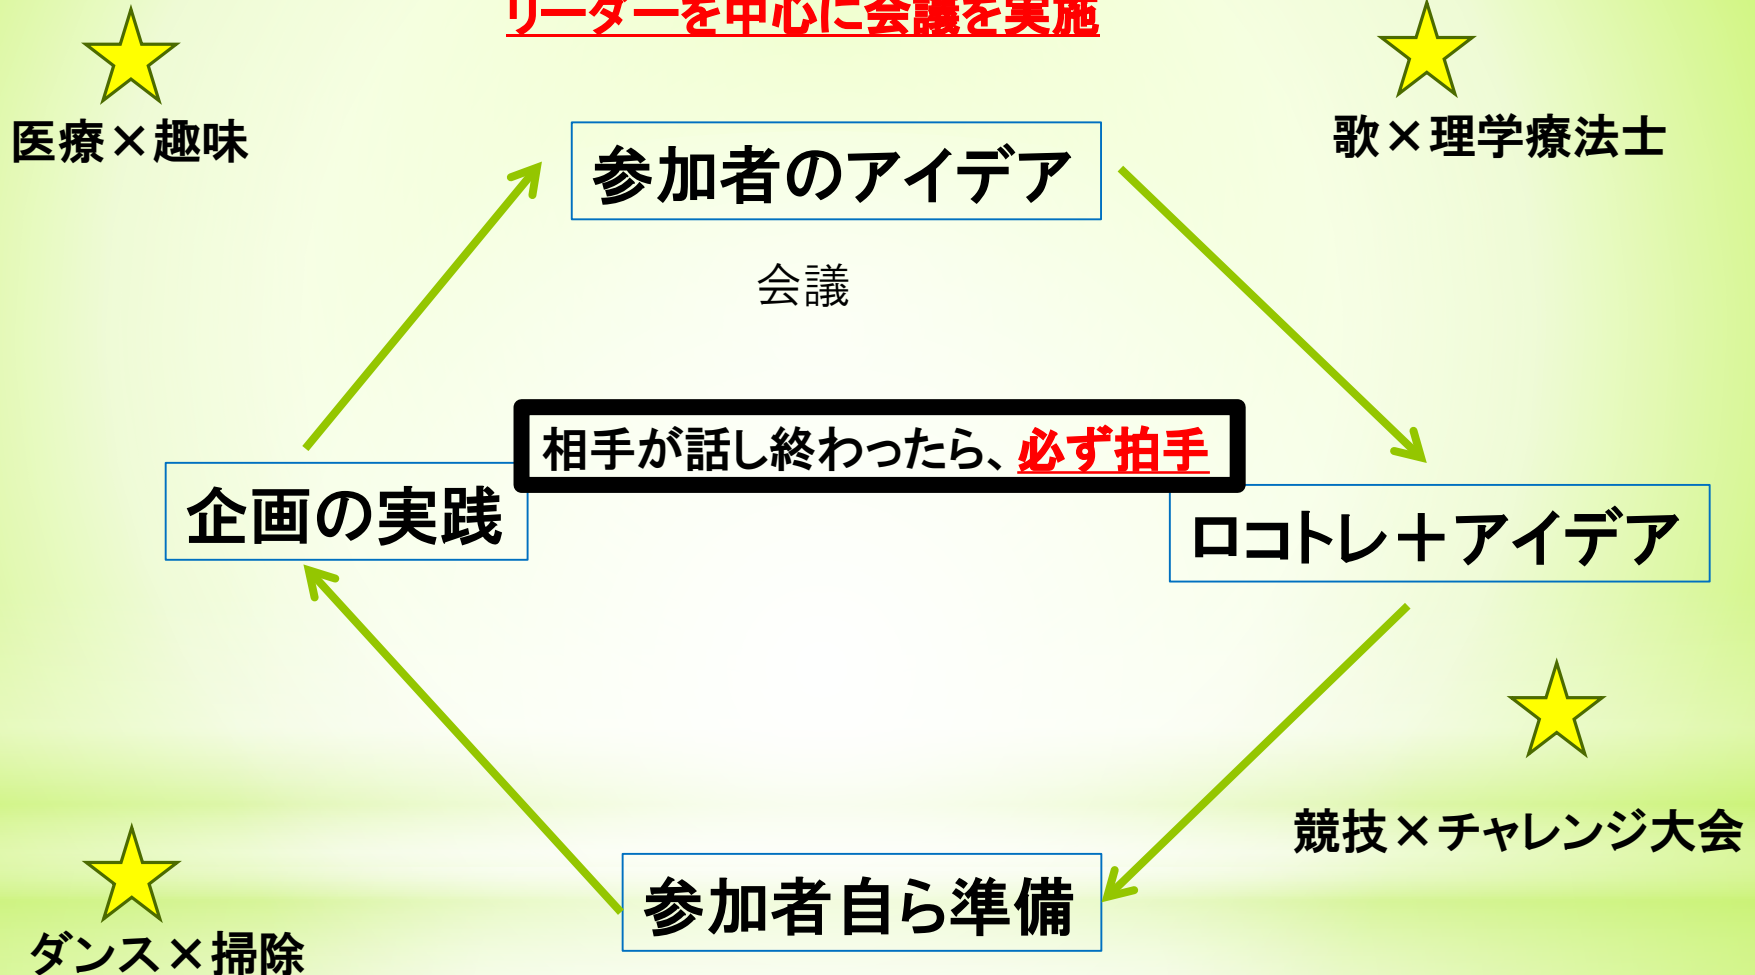 リーダーを中心に会議を実施
医療×趣味
歌×理学療法士
参加者のアイデア
会議
相手が話し終わったら、必ず拍手
企画の実践
ロコトレ＋アイデア
競技×チャレンジ大会
参加者自ら準備
ダンス×掃除